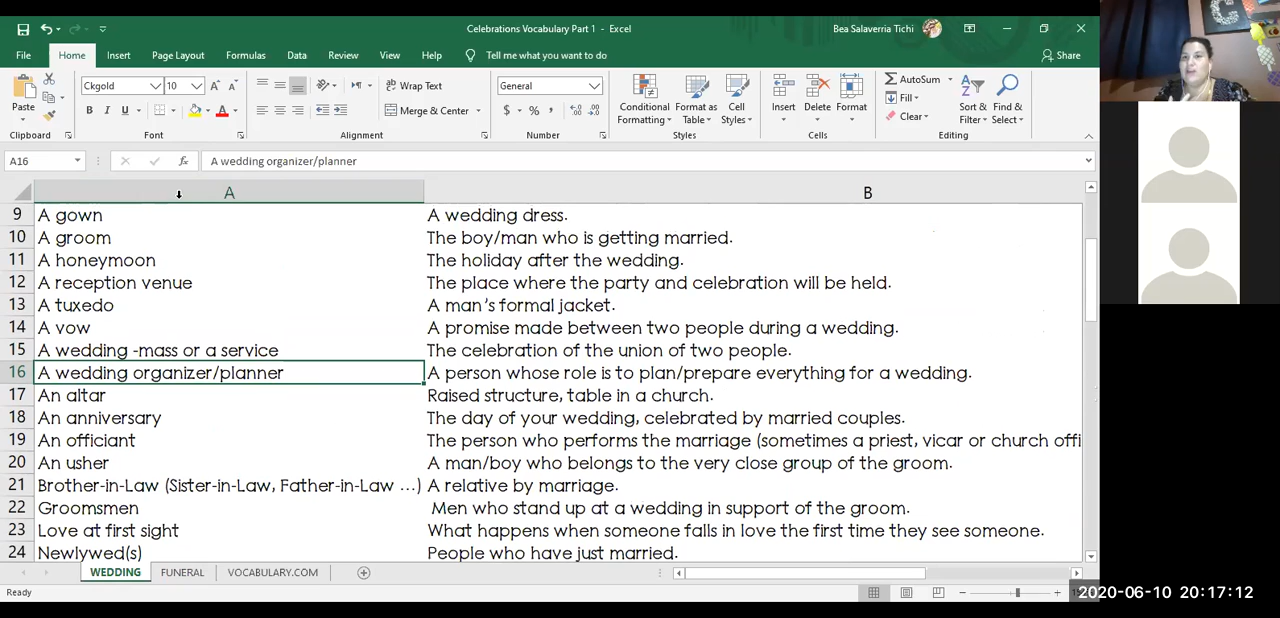 Celebrations Vocabulary Part 1 - Excel
Bea Salaverria Tichi
File Home Insert Page Layout Formulas Data Review View Help Tell me what you want to do Share
Paste
Ckgold 10
B I U
Wrap Text
Merge & Center
General
$ % ,
Conditional Formatting
Format as Table
Cell Styles
Insert Delete Format
AutoSum
Fill
Clear
Sort & Filter
Find & Select
Clipboard Font Alignment Number Styles Cells Editing
A16 fx A wedding organizer/planner
A B
9 A gown A wedding dress.
10 A groom The boy/man who is getting married.
11 A honeymoon The holiday after the wedding.
12 A reception venue The place where the party and celebration will be held.
13 A tuxedo A man's formal jacket.
14 A vow A promise made between two people during a wedding.
15 A wedding -mass or a service The celebration of the union of two people.
16 A wedding organizer/planner A person whose role is to plan/prepare everything for a wedding.
17 An altar Raised structure, table in a church.
18 An anniversary The day of your wedding, celebrated by married couples.
19 An officiant The person who performs the marriage (sometimes a priest, vicar or church offi
20 An usher A man/boy who belongs to the very close group of the groom.
21 Brother-in-Law (Sister-in-Law, Father-in-Law ...) A relative by marriage.
22 Groomsmen Men who stand up at a wedding in support of the groom.
23 Love at first sight What happens when someone falls in love the first time they see someone.
24 Newlywed(s) People who have just married.
WEDDING FUNERAL VOCABULARY.COM
Ready
2020-06-10 20:17:12